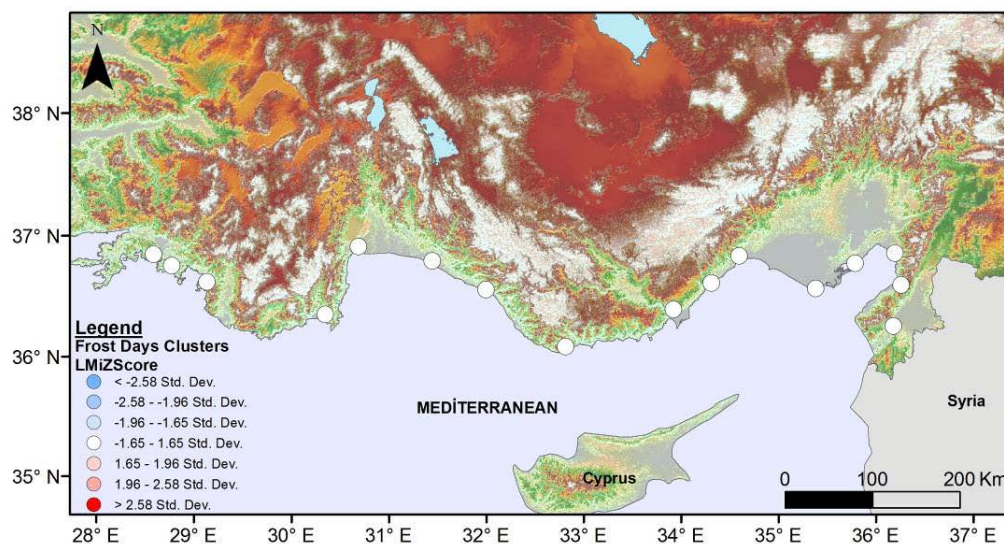 N
38° N
37° N
36° N
35° N
Legend
Frost Days Clusters
LMiZScore
< -2.58 Std. Dev.
-2.58 - -1.96 Std. Dev.
-1.96 - -1.65 Std. Dev.
-1.65 - 1.65 Std. Dev.
1.65 - 1.96 Std. Dev.
1.96 - 2.58 Std. Dev.
> 2.58 Std. Dev.
MEDİTERRANEAN
Syria
Cyprus
0 100 200 Km
28° E 29° E 30° E 31° E 32° E 33° E 34° E 35° E 36° E 37° E